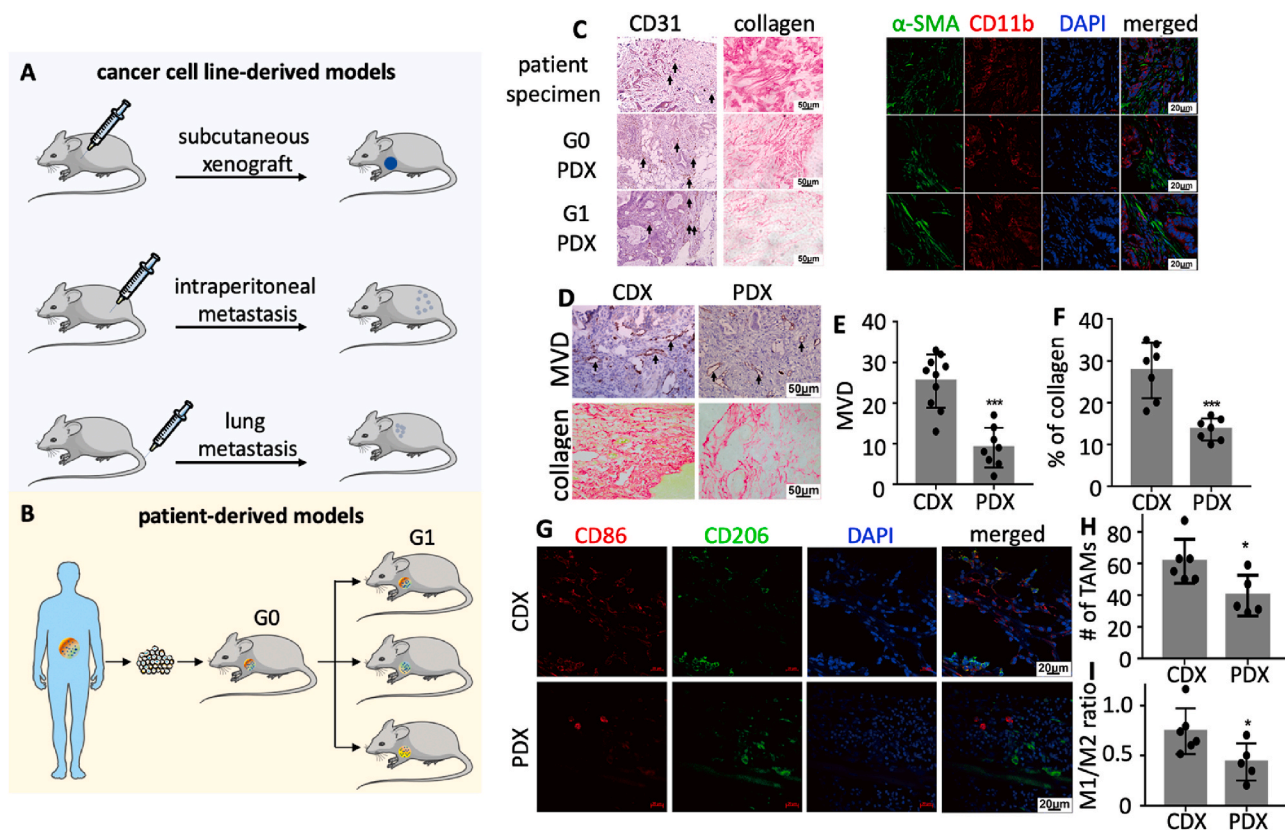 A
cancer cell line-derived models
subcutaneous
xenograft
intraperitoneal
metastasis
lung
metastasis
B
patient-derived models
G1
G0
C
CD31
collagen
α-SMA
CD11b
DAPI
merged
patient
specimen
50μm
20μm
G0
PDX
50μm
20μm
G1
PDX
50μm
20μm
D
CDX
PDX
MVD
50μm
collagen
50μm
E
MVD
40
30
20
10
0
***
CDX
PDX
F
% of collagen
40
30
20
10
0
***
CDX
PDX
G
CD86
CD206
DAPI
merged
CDX
20μm
PDX
20μm
H
# of TAMs
80
60
40
20
0
*
CDX
PDX
I
M1/M2 ratio
1.0
0.5
0
*
CDX
PDX